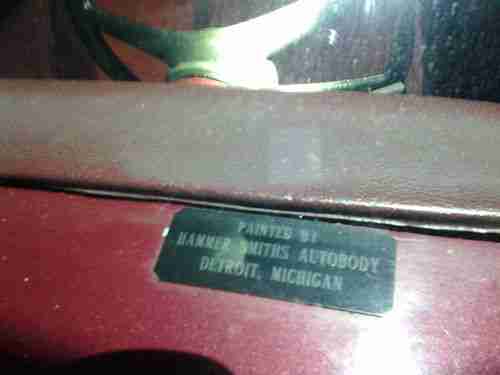 PAINTED BY
HAMMER SMITHS AUTOBODY
DETROIT, MICHIGAN